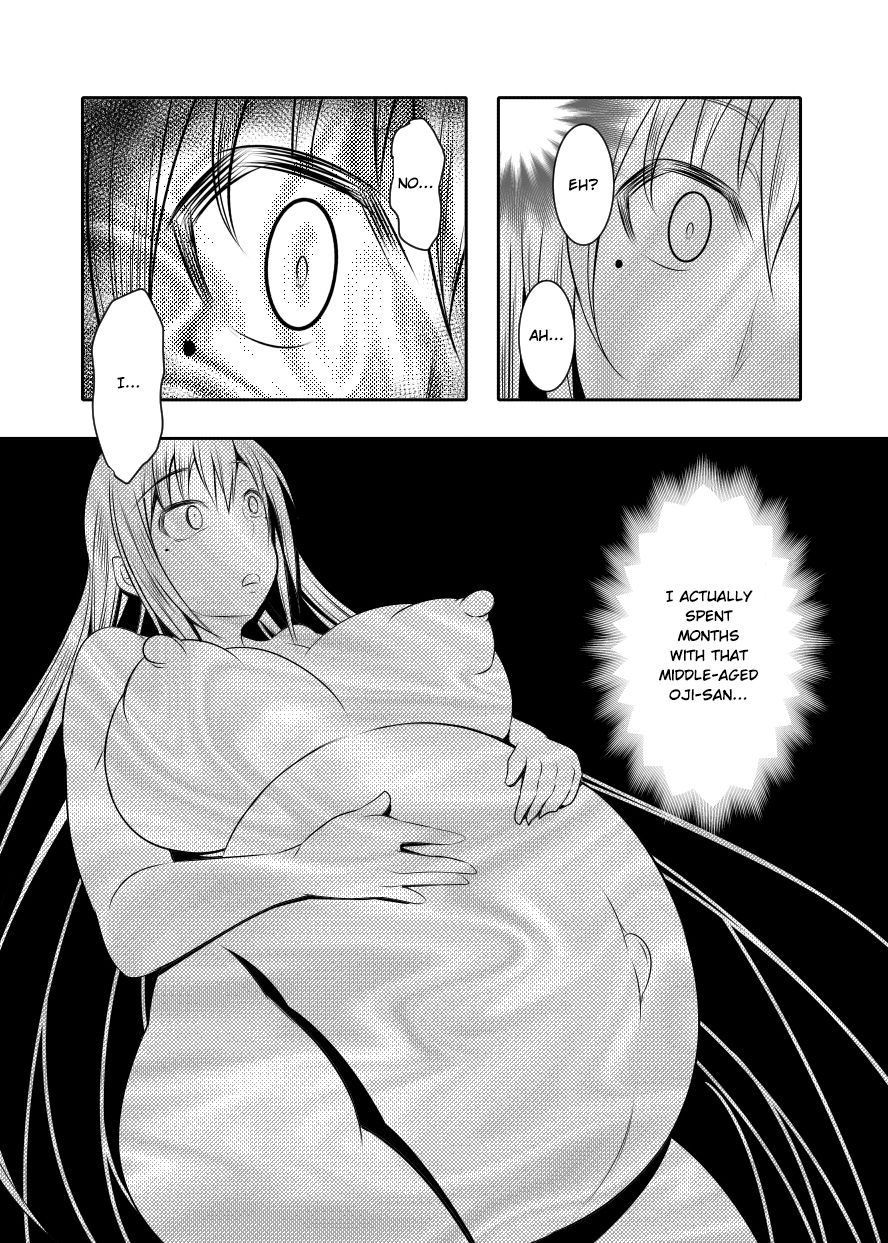 EH?
AH...
NO...
I...
I ACTUALLY
SPENT
MONTHS
WITH THAT
MIDDLE-AGED
OJI-SAN...